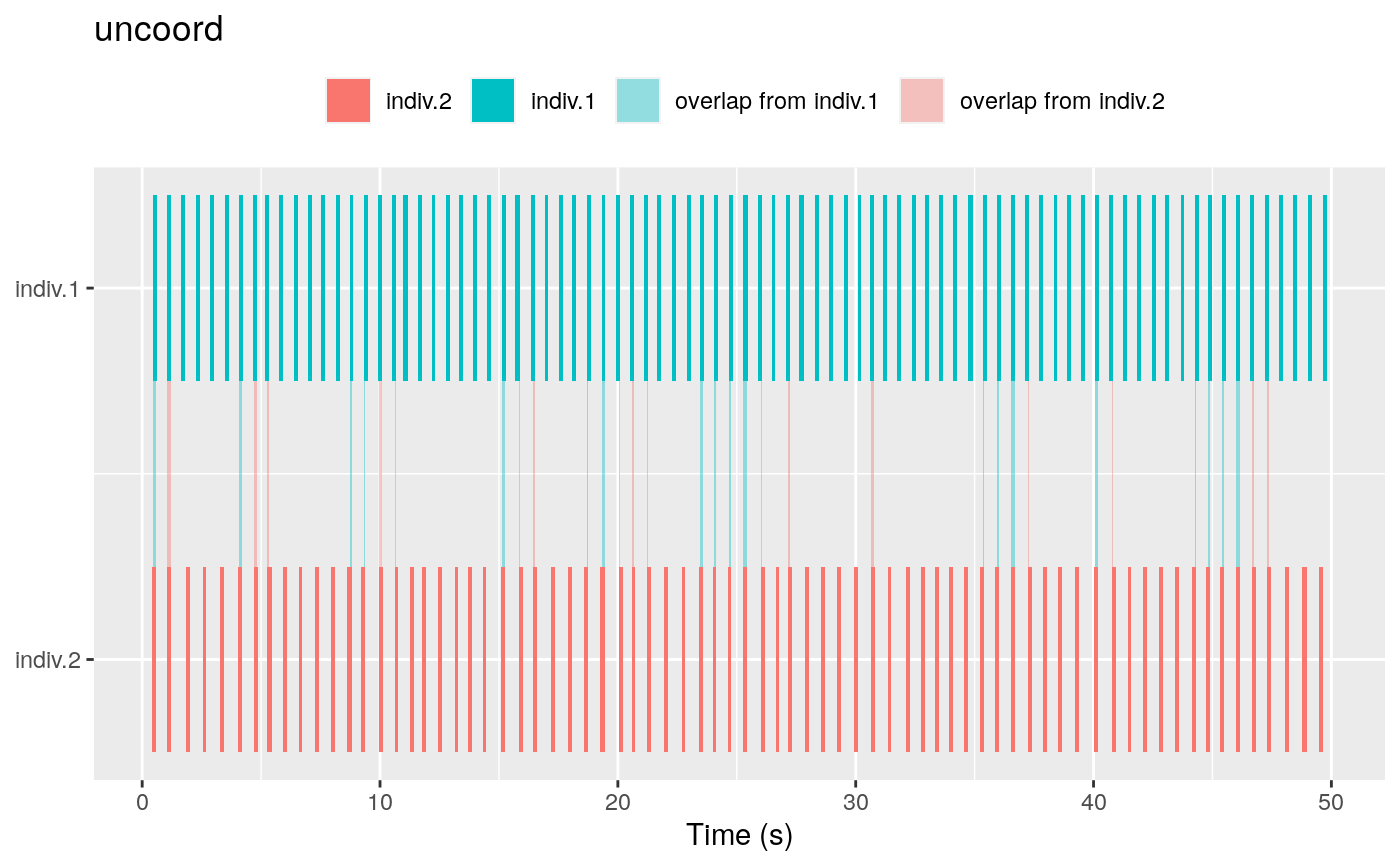 uncoord
indiv.2 indiv.1 overlap from indiv.1 overlap from indiv.2
indiv.1
indiv.2
0 10 20 30 40 50
Time (s)